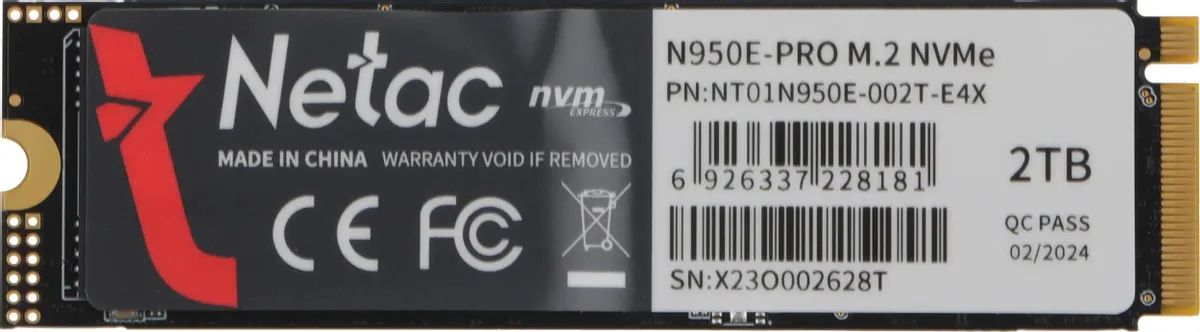 Netac
nvm
EXPRESS
MADE IN CHINA WARRANTY VOID IF REMOVED
CE FC
N950E-PRO M.2 NVMe
PN:NT01N950E-002T-E4X
6 926337 228181
2TB
QC PASS
02/2024
SN:X23O002628T